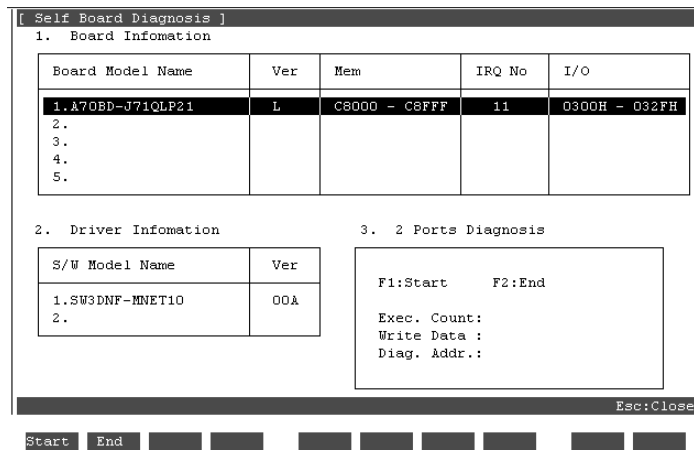 [ Self Board Diagnosis ]
1. Board Infomation
Board Model Name Ver Mem IRQ No I/O
1.A70BD-J71QLP21 L C8000 - C8FFF 11 0300H - 032FH
2.
3.
4.
5.
2. Driver Infomation
S/W Model Name Ver
1.SW3DNF-MNET10 00A
2.
3. 2 Ports Diagnosis
F1:Start F2:End
Exec. Count:
Write Data :
Diag. Addr.:
Esc:Close
Start End